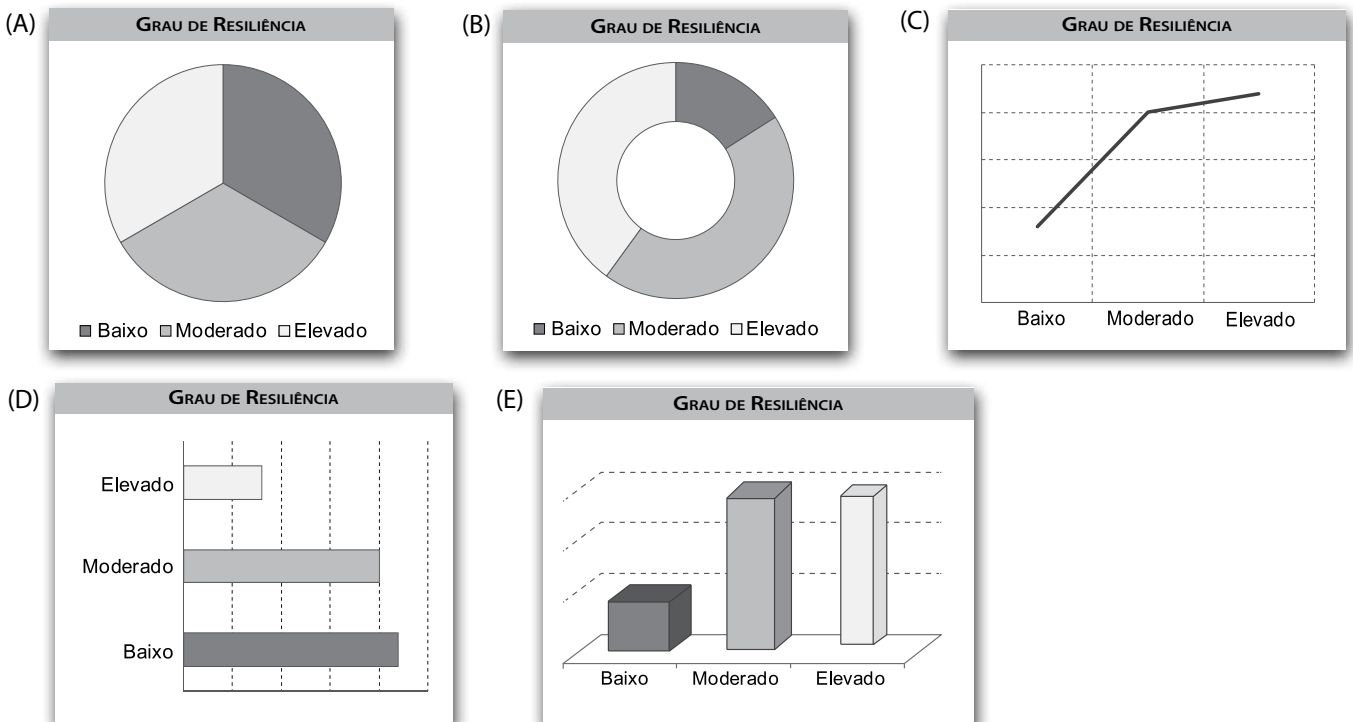 (A)
GRAU DE RESILIÊNCIA
Baixo Moderado Elevado
(B)
GRAU DE RESILIÊNCIA
Baixo Moderado Elevado
(C)
GRAU DE RESILIÊNCIA
Baixo Moderado Elevado
(D)
GRAU DE RESILIÊNCIA
Elevado
Moderado
Baixo
(E)
GRAU DE RESILIÊNCIA
Baixo Moderado Elevado